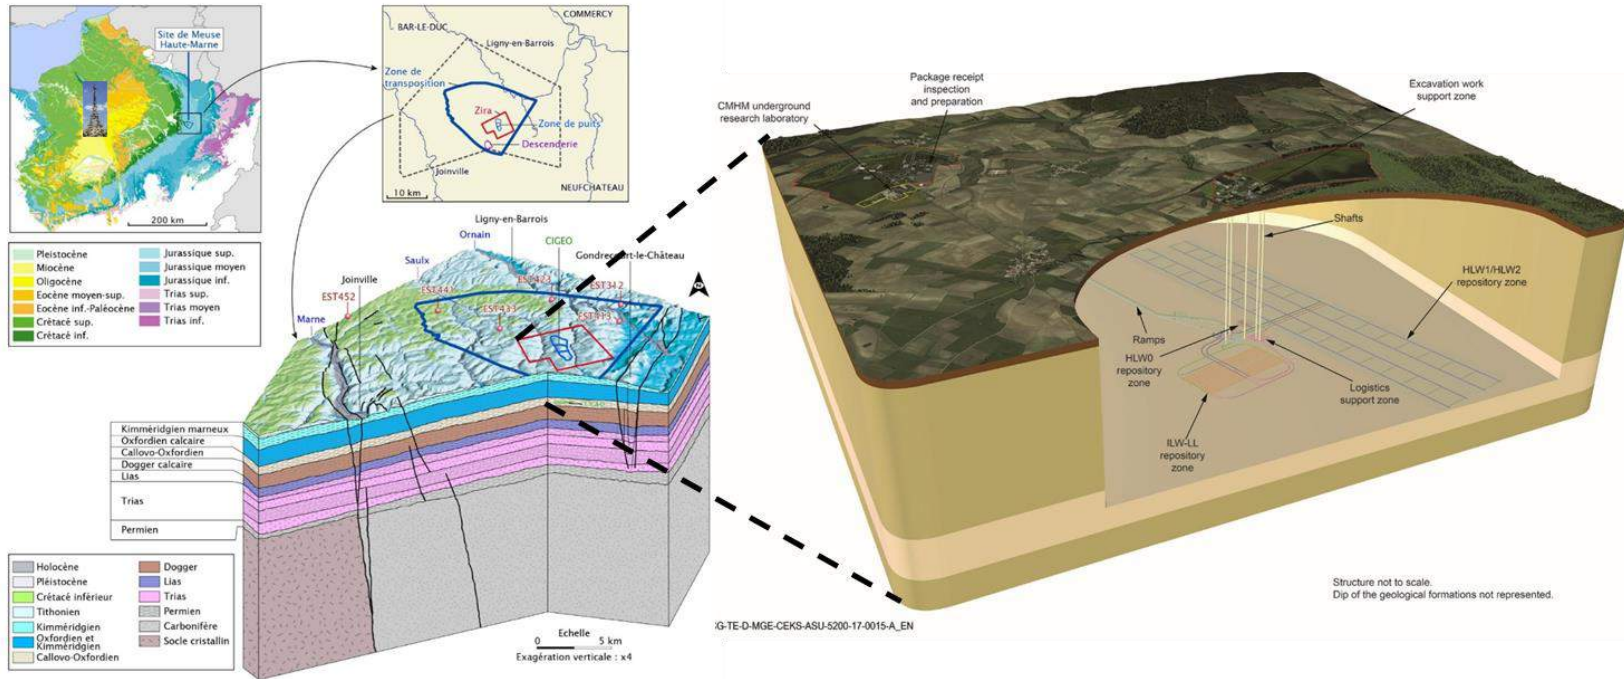 Site de Meuse
Haute-Marne
200 km
Pleistocène
Miocène
Oligocène
Eocène moyen-sup.
Eocène inf.-Paléocène
Crétacé sup.
Crétacé inf.
Jurassique sup.
Jurassique moyen
Jurassique inf.
Trias sup.
Trias moyen
Trias inf.
COMMERCY
BAR-LE-DUC
Ligny-en-Barrois
Zone de
transposition
Zira
Zone de puits
Descenderie
Joinville
NEUFCHATEAU
10 km
Ligny-en-Barrois
Ornain
CIGEO
Gondrecourt-le-Château
Saulx
Joinville
EST423
EST312
EST441
EST452
EST433
EST413
Marne
N
Kimméridgien marneux
Oxfordien calcaire
Callovo-Oxfordien
Dogger calcaire
Lias
Trias
Permien
Holocène
Pléistocène
Crétacé inférieur
Tithonien
Kimméridgien
Oxfordien et
Kimméridgien
Callovo-Oxfordien
Dogger
Lias
Trias
Permien
Carbonifère
Socle cristallin
Echelle
0 5 km
Exagération verticale : x4
Package receipt
inspection
and preparation
CMHM underground
research laboratory
Excavation work
support zone
Shafts
HLW1/HLW2
repository zone
Ramps
HLW0
repository
zone
Logistics
support zone
ILW-LL
repository
zone
Structure not to scale.
Dip of the geological formations not represented.
G-TE-D-MGE-CEKS-ASU-5200-17-0015-A_EN